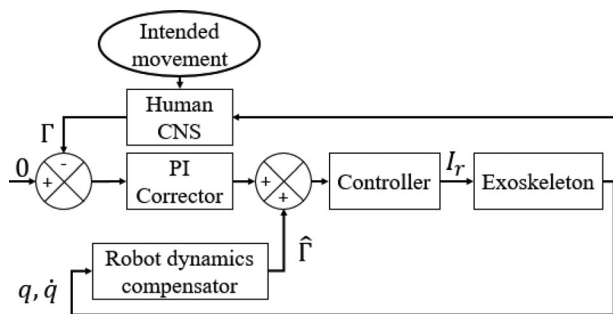 Intended
movement
Human
CNS
Γ
0
-
+
PI
Corrector
+
+
Controller
I_r
Exoskeleton
Γ̂
Robot dynamics
compensator
q, q̇